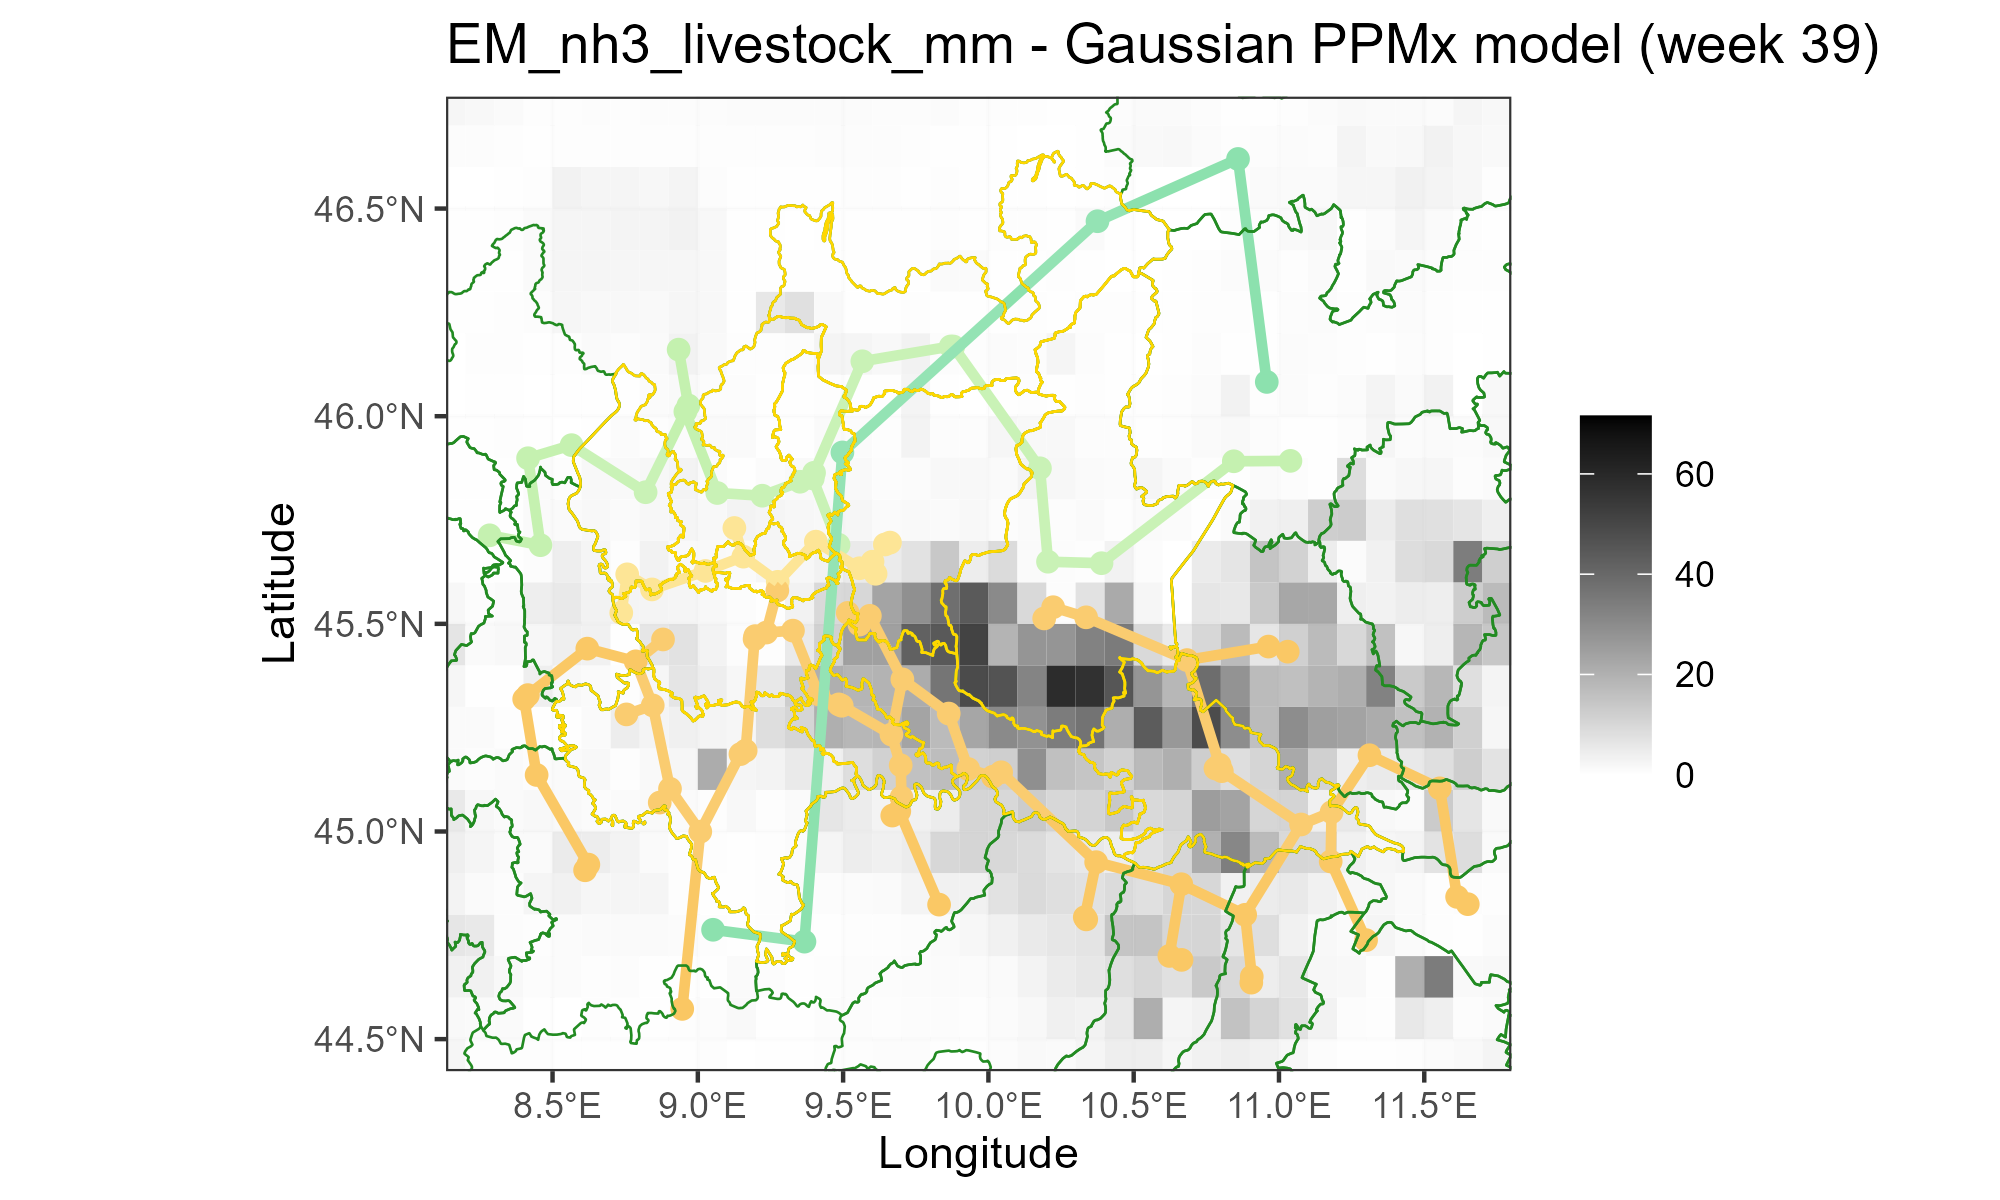 EM_nh3_livestock_mm - Gaussian PPMx model (week 39)
46.5°N
46.0°N
45.5°N
45.0°N
44.5°N
Latitude
8.5°E
9.0°E
9.5°E
10.0°E
10.5°E
11.0°E
11.5°E
Longitude
60
40
20
0